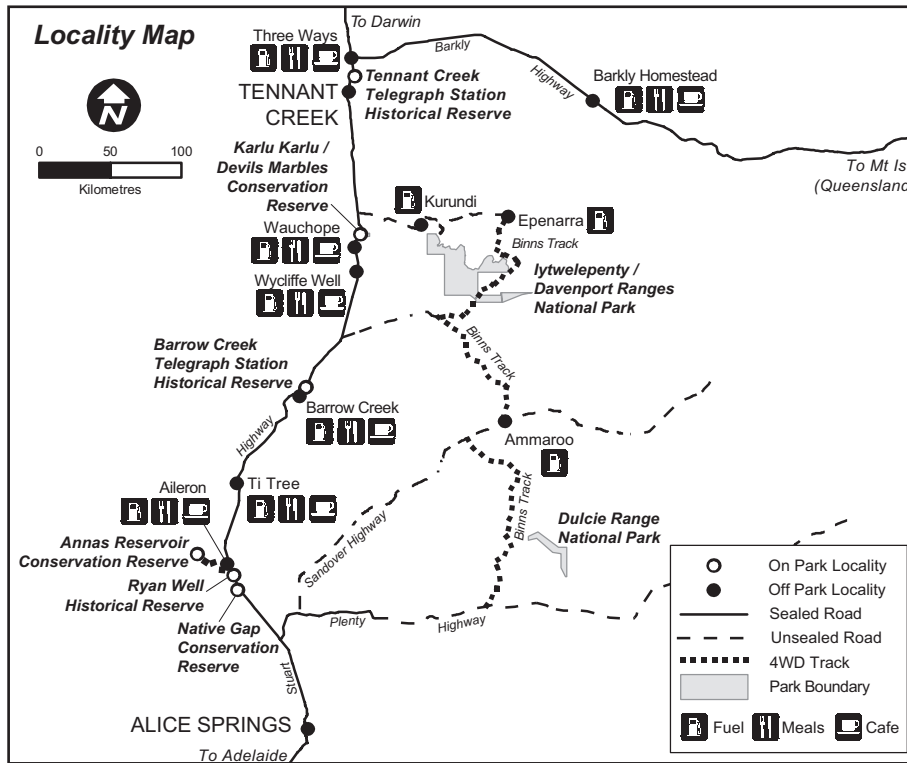 Locality Map
To Darwin
Three Ways
Barkly
Highway
Barkly Homestead
N
Tennant Creek
Telegraph Station
Historical Reserve
TENNANT
CREEK
0 50 100
Kilometres
To Mt Is
(Queensland
Karlu Karlu /
Devils Marbles
Conservation
Reserve
Kurundi
Epenarra
Wauchope
Binns Track
Wycliffe Well
Iytwelepenty /
Davenport Ranges
National Park
Barrow Creek
Telegraph Station
Historical Reserve
Binns Track
Barrow Creek
Highway
Ammaroo
Aileron
Ti Tree
Binns Track
Dulcie Range
National Park
Annas Reservoir
Conservation Reserve
Sandover Highway
Ryan Well
Historical Reserve
Native Gap
Conservation
Reserve
Plenty
Highway
Stuart
ALICE SPRINGS
To Adelaide
On Park Locality
Off Park Locality
Sealed Road
Unsealed Road
4WD Track
Park Boundary
Fuel Meals Cafe